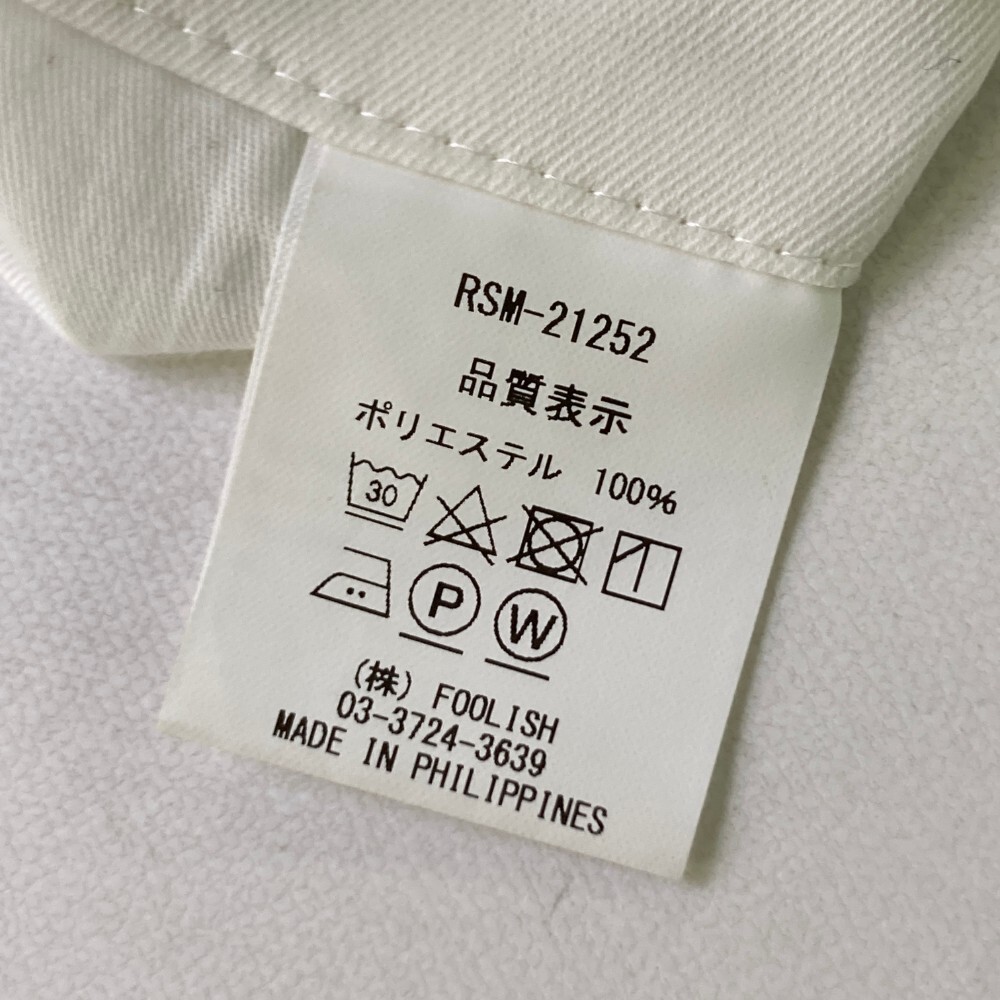 RSM-21252
品質表示
ポリエステル 100%
30
P W
(株) FOOLISH
03-3724-3639
MADE IN PHILIPPINES